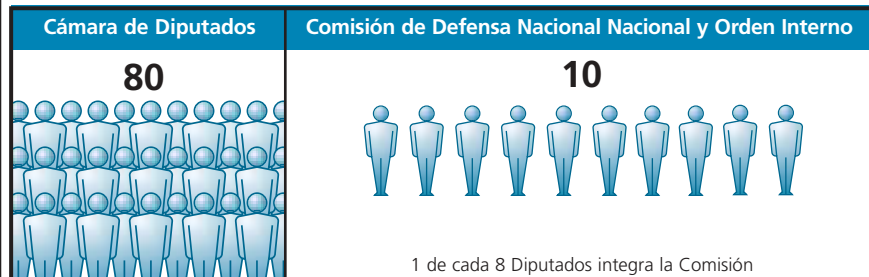 Cámara de Diputados
80
Comisión de Defensa Nacional Nacional y Orden Interno
10
1 de cada 8 Diputados integra la Comisión